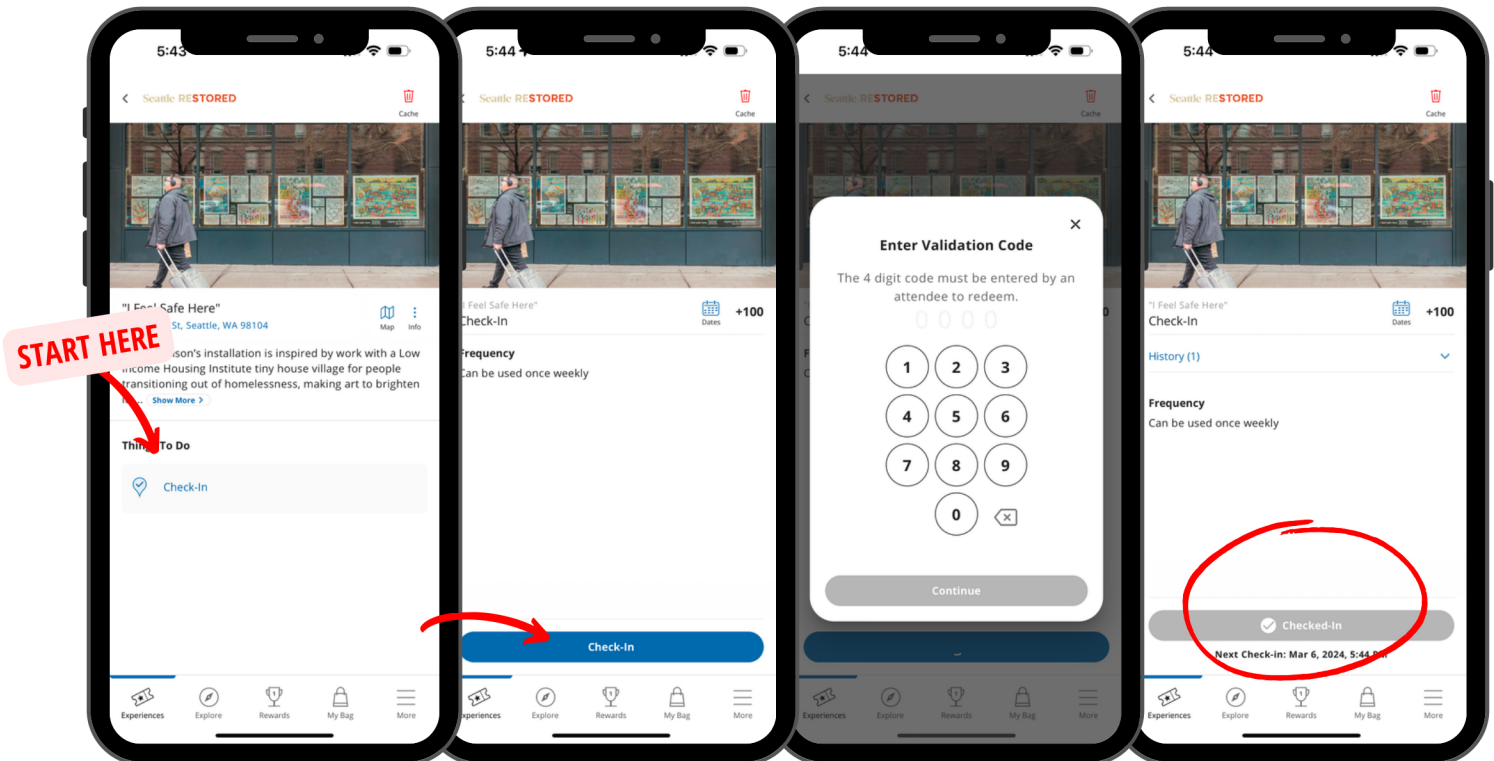 START HERE
5:43
Seattle RESTORED
Cache
"I Feel Safe Here"
St, Seattle, WA 98104
Map Info
son's installation is inspired by work with a Low
Income Housing Institute tiny house village for people
transitioning out of homelessness, making art to brighten
... Show More >
Things To Do
Check-In
Experiences Explore Rewards My Bag More
5:44
Seattle RESTORED
Cache
"I Feel Safe Here"
Check-In
Dates
+100
Frequency
Can be used once weekly
Check-In
Experiences Explore Rewards My Bag More
5:44
Seattle RESTORED
Cache
Enter Validation Code
The 4 digit code must be entered by an
attendee to redeem.
0 0 0 0
1 2 3
4 5 6
7 8 9
0
Continue
Experiences Explore Rewards My Bag More
5:44
Seattle RESTORED
Cache
"I Feel Safe Here"
Check-In
Dates
+100
History (1)
Frequency
Can be used once weekly
Checked-In
Next Check-in: Mar 6, 2024, 5:44 PM
Experiences Explore Rewards My Bag More